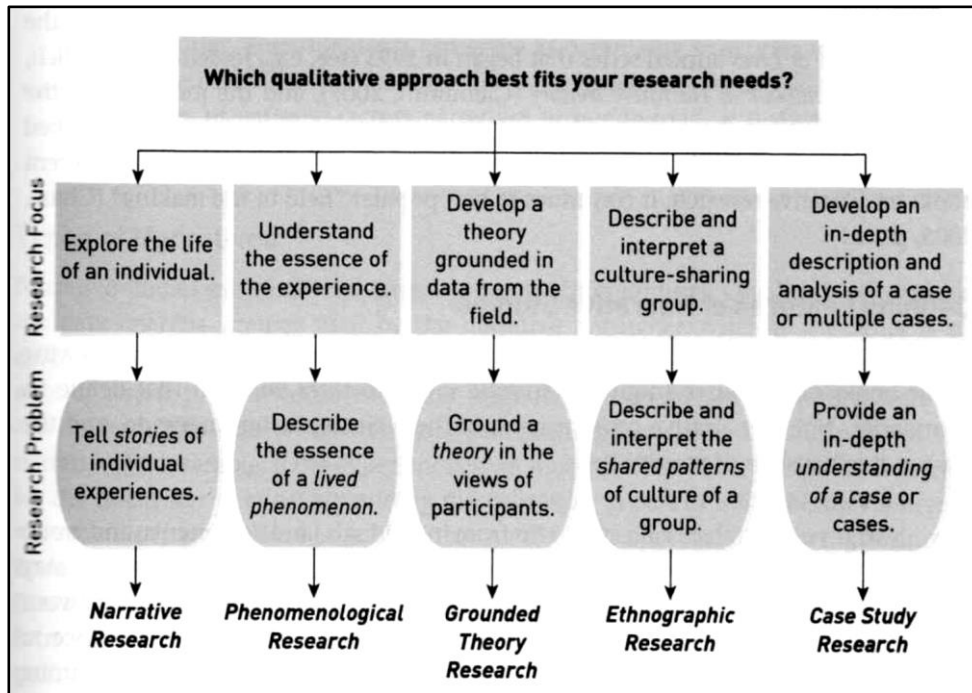 Which qualitative approach best fits your research needs?
Research Focus
Explore the life
of an individual.
Understand
the essence of
the experience.
Develop a
theory
grounded in
data from the
field.
Describe and
interpret a
culture-sharing
group.
Develop an
in-depth
description and
analysis of a case
or multiple cases.
Research Problem
Tell stories of
individual
experiences.
Describe
the essence
of a lived
phenomenon.
Ground a
theory in the
views of
participants.
Describe and
interpret the
shared patterns
of culture of a
group.
Provide an
in-depth
understanding
of a case or
cases.
Narrative
Research
Phenomenological
Research
Grounded
Theory
Research
Ethnographic
Research
Case Study
Research